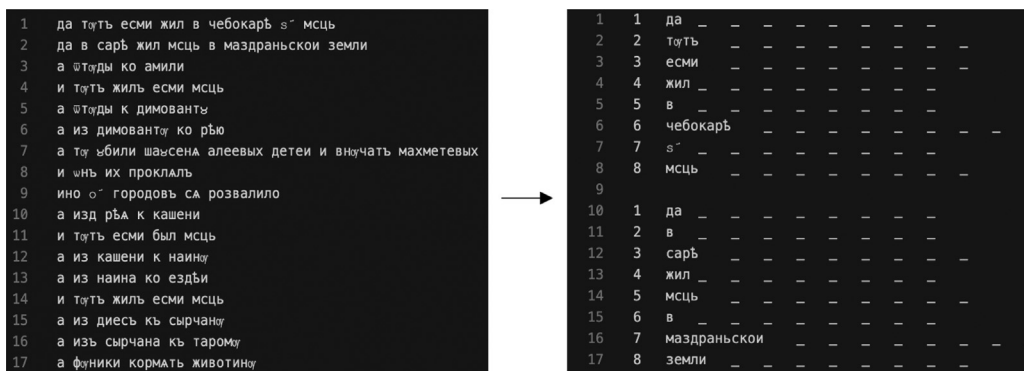 1 да тꙋтъ есми жил в чебокарѣ ѕ҃ мсць
2 да в сарѣ жил мсць в маздраньскои земли
3 а ѿтꙋды ко амили
4 и тꙋтъ жилъ есми мсць
5 а ѿтꙋды к димовантꙋ
6 а из димовантꙋ ко рѣю
7 а тꙋ ꙋбили шаꙋсенѧ алеевых детеи и внꙋчатъ махметевых
8 и ѡнъ их проклѧлъ
9 ино о҃ городовъ сѧ розвалило
10 а изд рѣѧ к кашени
11 и тꙋтъ есми был мсць
12 а из кашени к наинꙋ
13 а из наина ко ездѣи
14 и тꙋтъ жилъ есми мсць
15 а из диесъ къ сырчанꙋ
16 а изъ сырчана къ таромꙋ
17 а фꙋники кормѧть животинꙋ
1 1 да _ _ _ _ _ _ _ _
2 2 тꙋтъ _ _ _ _ _ _ _ _
3 3 есми _ _ _ _ _ _ _ _
4 4 жил _ _ _ _ _ _ _ _
5 5 в _ _ _ _ _ _ _ _
6 6 чебокарѣ _ _ _ _ _ _ _ _
7 7 ѕ҃ _ _ _ _ _ _ _ _
8 8 мсць _ _ _ _ _ _ _ _
9
10 1 да _ _ _ _ _ _ _ _
11 2 в _ _ _ _ _ _ _ _
12 3 сарѣ _ _ _ _ _ _ _ _
13 4 жил _ _ _ _ _ _ _ _
14 5 мсць _ _ _ _ _ _ _ _
15 6 в _ _ _ _ _ _ _ _
16 7 маздраньскои _ _ _ _ _ _ _ _
17 8 земли _ _ _ _ _ _ _ _